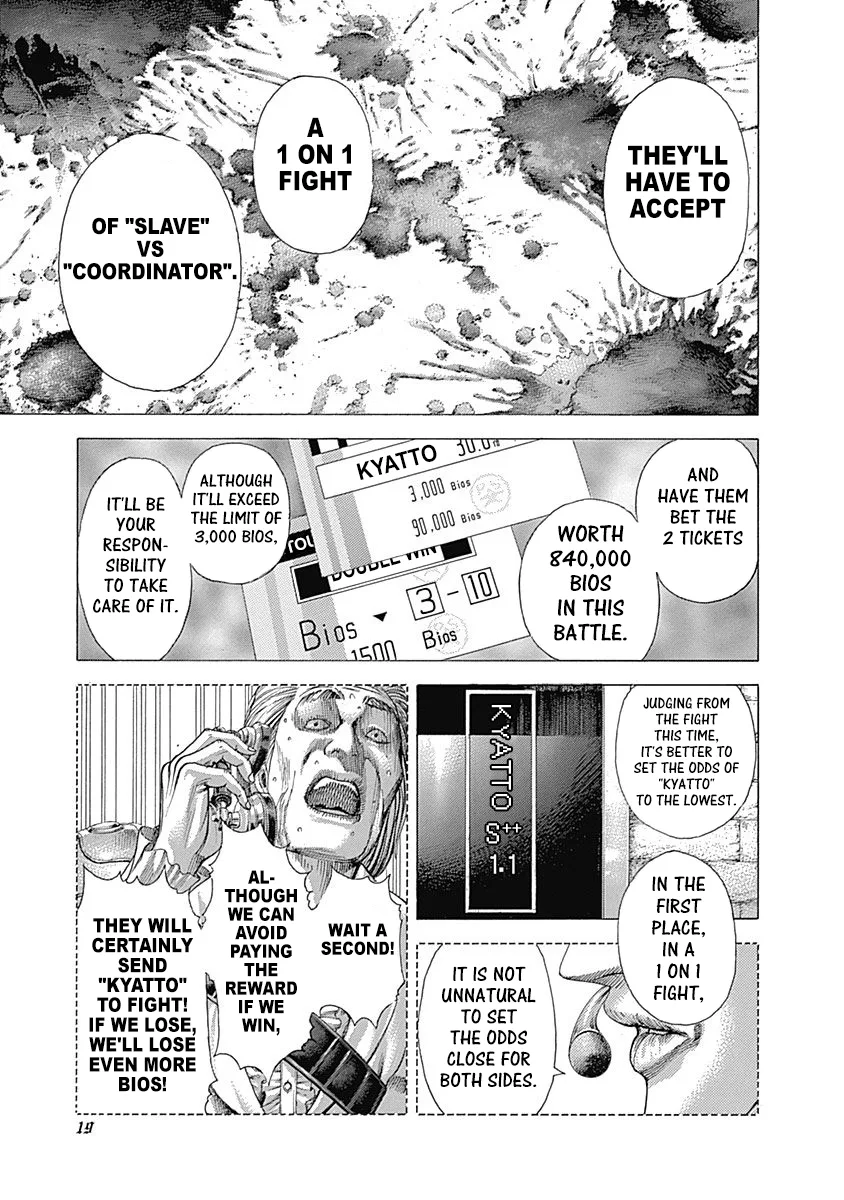 THEY'LL
HAVE TO
ACCEPT
A
1 ON 1
FIGHT
OF "SLAVE"
VS
"COORDINATOR".
AND
HAVE THEM
BET THE
2 TICKETS
WORTH
840,000
BIOS
IN THIS
BATTLE.
KYATTO 30.0
3,000 Bios
90,000 Bios
TOU
DOUBLE WIN
3-10
Bios
1500 Bios
ALTHOUGH
IT'LL EXCEED
THE LIMIT OF
3,000 BIOS,
IT'LL BE
YOUR
RESPON-
SIBILITY
TO TAKE
CARE OF IT.
JUDGING FROM
THE FIGHT
THIS TIME,
IT'S BETTER TO
SET THE ODDS OF
"KYATTO"
TO THE LOWEST.
KYATTO
S++
1.1
IN THE
FIRST
PLACE,
IN A
1 ON 1
FIGHT,
IT IS NOT
UNNATURAL
TO SET
THE ODDS
CLOSE FOR
BOTH SIDES.
WAIT A
SECOND!
AL-
THOUGH
WE CAN
AVOID
PAYING
THE
REWARD
IF WE
WIN,
THEY WILL
CERTAINLY
SEND
"KYATTO"
TO FIGHT!
IF WE LOSE,
WE'LL LOSE
EVEN MORE
BIOS!
19